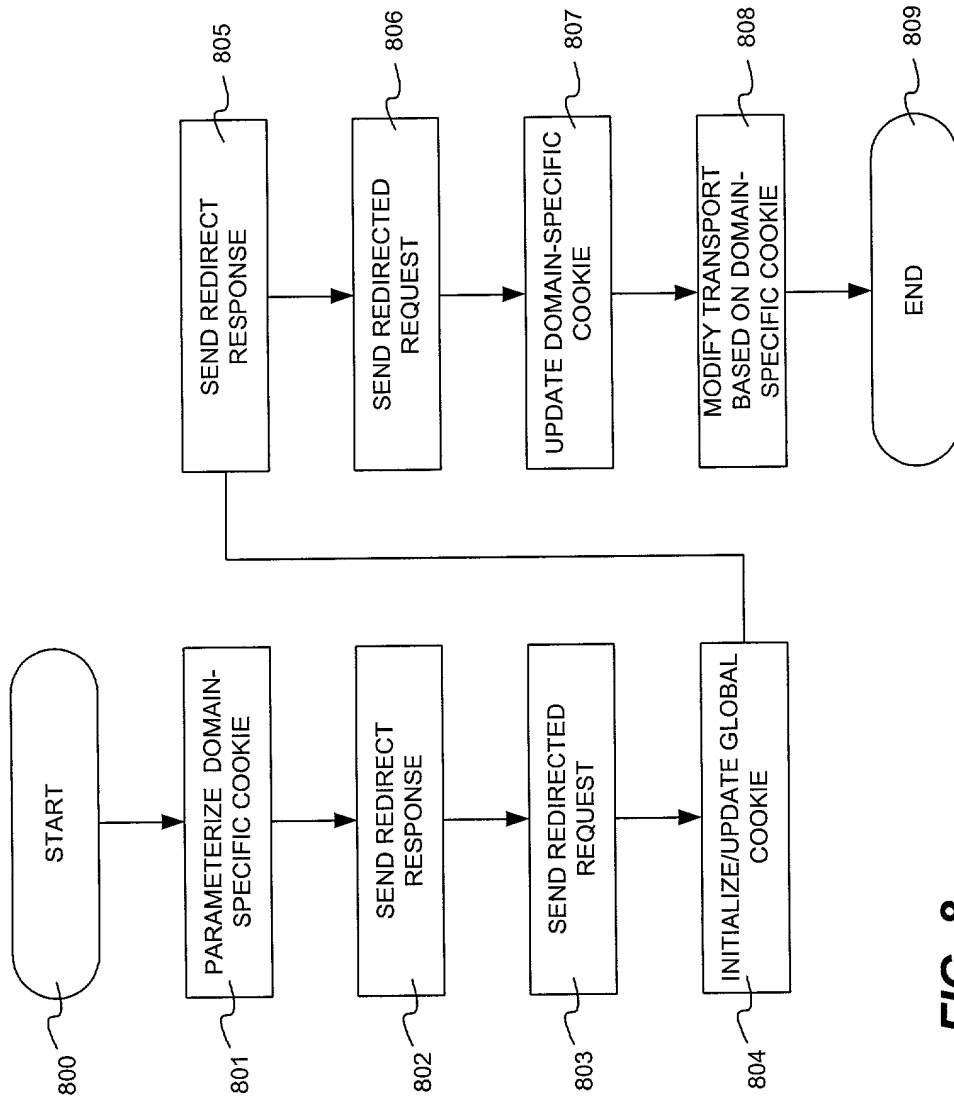 START
800
PARAMETERIZE DOMAIN-
SPECIFIC COOKIE
801
SEND REDIRECT
RESPONSE
802
SEND REDIRECTED
REQUEST
803
INITIALIZE/UPDATE GLOBAL
COOKIE
804
SEND REDIRECT
RESPONSE
805
SEND REDIRECTED
REQUEST
806
UPDATE DOMAIN-SPECIFIC
COOKIE
807
MODIFY TRANSPORT
BASED ON DOMAIN-
SPECIFIC COOKIE
808
END
809
FIG. 8